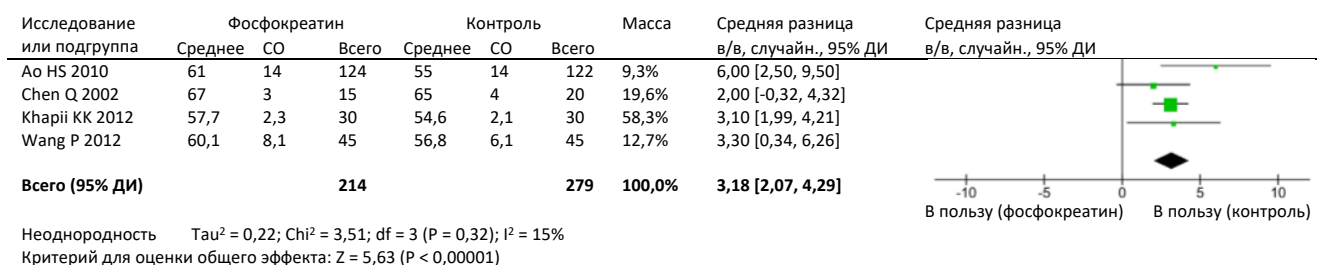 Исследование Фосфокреатин Контроль Масса Средняя разница Средняя разница
или подгруппа Среднее СО Всего Среднее СО Всего в/в, случайн., 95% ДИ в/в, случайн., 95% ДИ
Ao HS 2010 61 14 124 55 14 122 9,3% 6,00 [2,50, 9,50]
Chen Q 2002 67 3 15 65 4 20 19,6% 2,00 [-0,32, 4,32]
Khapii KK 2012 57,7 2,3 30 54,6 2,1 30 58,3% 3,10 [1,99, 4,21]
Wang P 2012 60,1 8,1 45 56,8 6,1 45 12,7% 3,30 [0,34, 6,26]
Всего (95% ДИ) 214 279 100,0% 3,18 [2,07, 4,29]
-10 -5 0 5 10
В пользу (фосфокреатин) В пользу (контроль)
Неоднородность Tau² = 0,22; Chi² = 3,51; df = 3 (P = 0,32); I² = 15%
Критерий для оценки общего эффекта: Z = 5,63 (P < 0,00001)